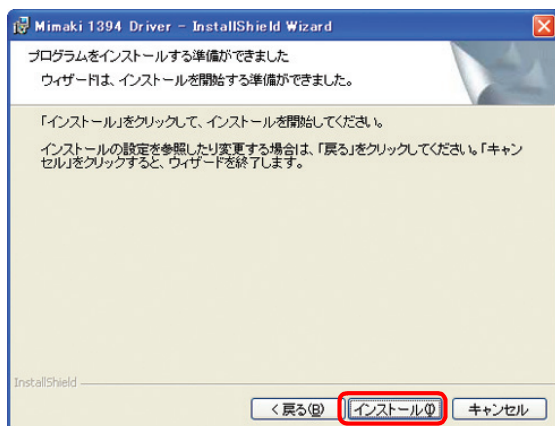 Mimaki 1394 Driver - InstallShield Wizard
プログラムをインストールする準備ができました
ウィザードは、インストールを開始する準備ができました。
「インストール」をクリックして、インストールを開始してください。
インストールの設定を参照したり変更する場合は、「戻る」をクリックしてください。「キャン
セル」をクリックすると、ウィザードを終了します。
InstallShield
< 戻る(B) インストール(I) キャンセル